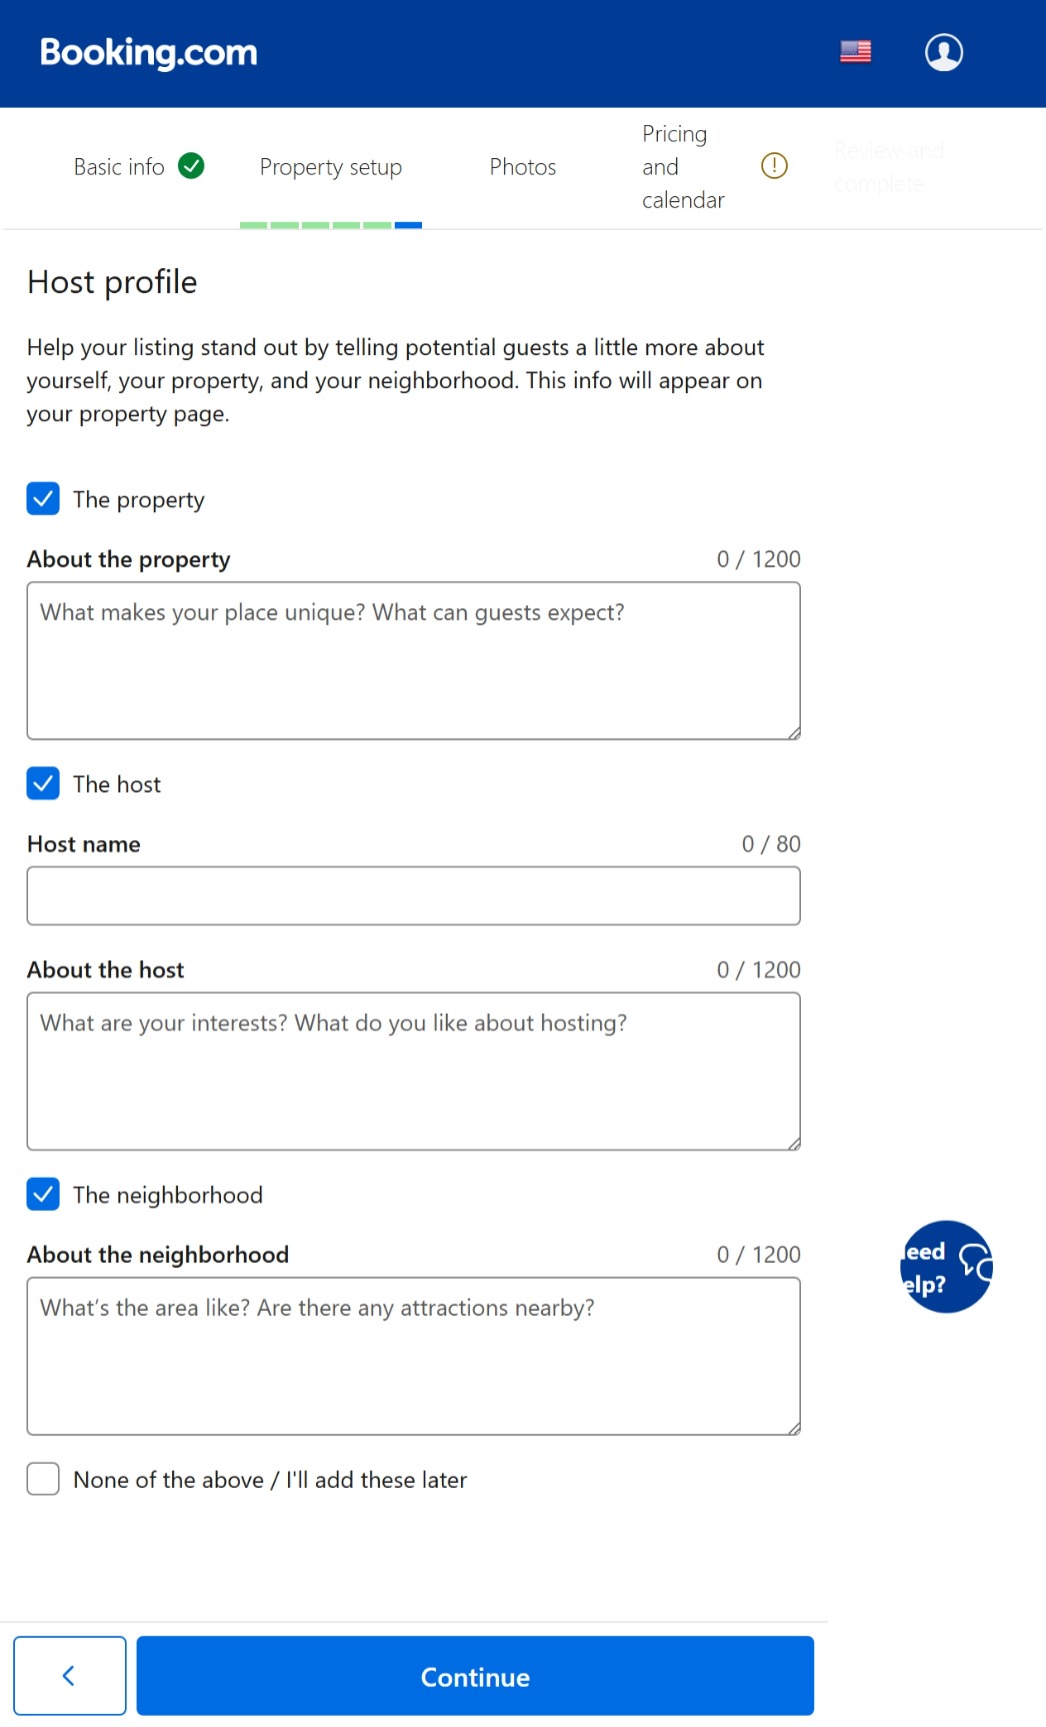 Booking.com
Basic info
Property setup
Photos
Pricing
and
calendar
Review and
complete
Host profile
Help your listing stand out by telling potential guests a little more about
yourself, your property, and your neighborhood. This info will appear on
your property page.
The property
About the property 0 / 1200
What makes your place unique? What can guests expect?
The host
Host name 0 / 80
About the host 0 / 1200
What are your interests? What do you like about hosting?
The neighborhood
About the neighborhood 0 / 1200
eed
elp?
What's the area like? Are there any attractions nearby?
None of the above / I'll add these later
Continue